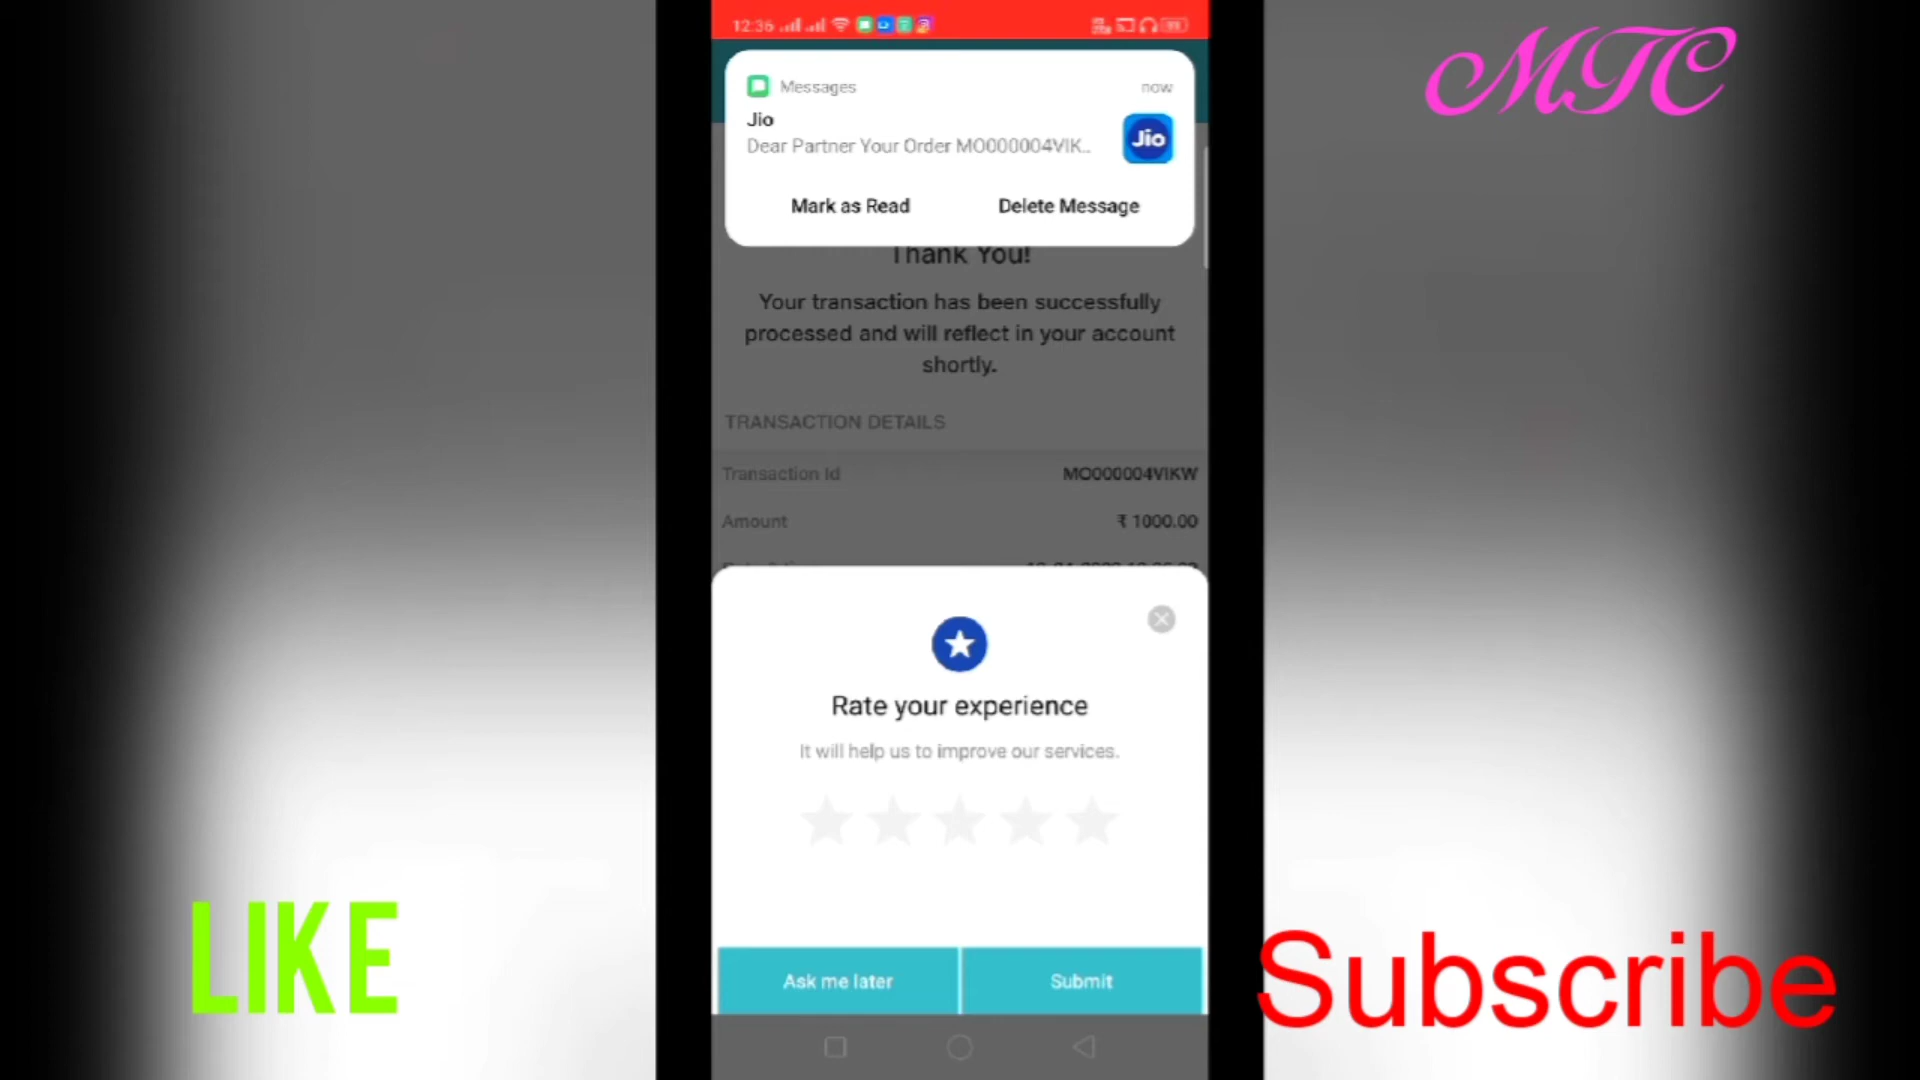 12:36
MTC
Messages
now
Jio
Dear Partner Your Order MO000004VIK..
Jio
Mark as Read
Delete Message
Thank You!
Your transaction has been successfully
processed and will reflect in your account
shortly.
TRANSACTION DETAILS
Transaction Id
MO000004VIKW
Amount
₹ 1000.00
Rate your experience
It will help us to improve our services.
Ask me later
Submit
LIKE
Subscribe